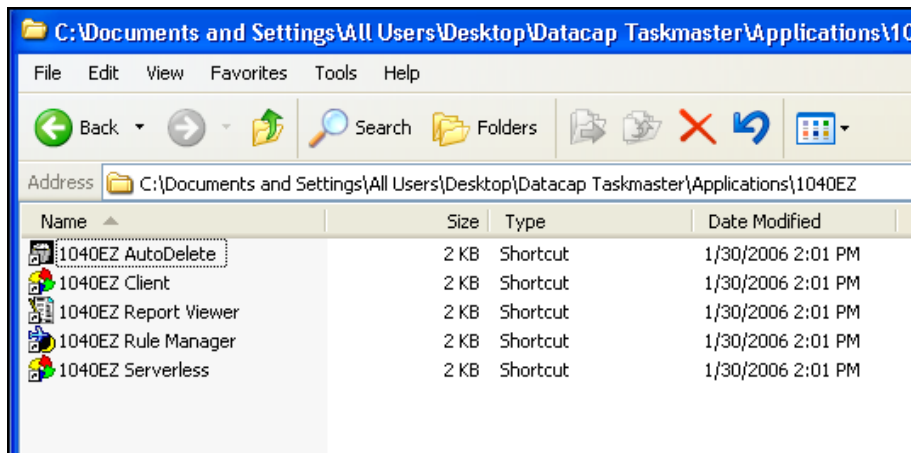 C:\Documents and Settings\All Users\Desktop\Datacap Taskmaster\Applications\10
File Edit View Favorites Tools Help
Back Search Folders
Address C:\Documents and Settings\All Users\Desktop\Datacap Taskmaster\Applications\1040EZ
Name Size Type Date Modified
1040EZ AutoDelete 2 KB Shortcut 1/30/2006 2:01 PM
1040EZ Client 2 KB Shortcut 1/30/2006 2:01 PM
1040EZ Report Viewer 2 KB Shortcut 1/30/2006 2:01 PM
1040EZ Rule Manager 2 KB Shortcut 1/30/2006 2:01 PM
1040EZ Serverless 2 KB Shortcut 1/30/2006 2:01 PM